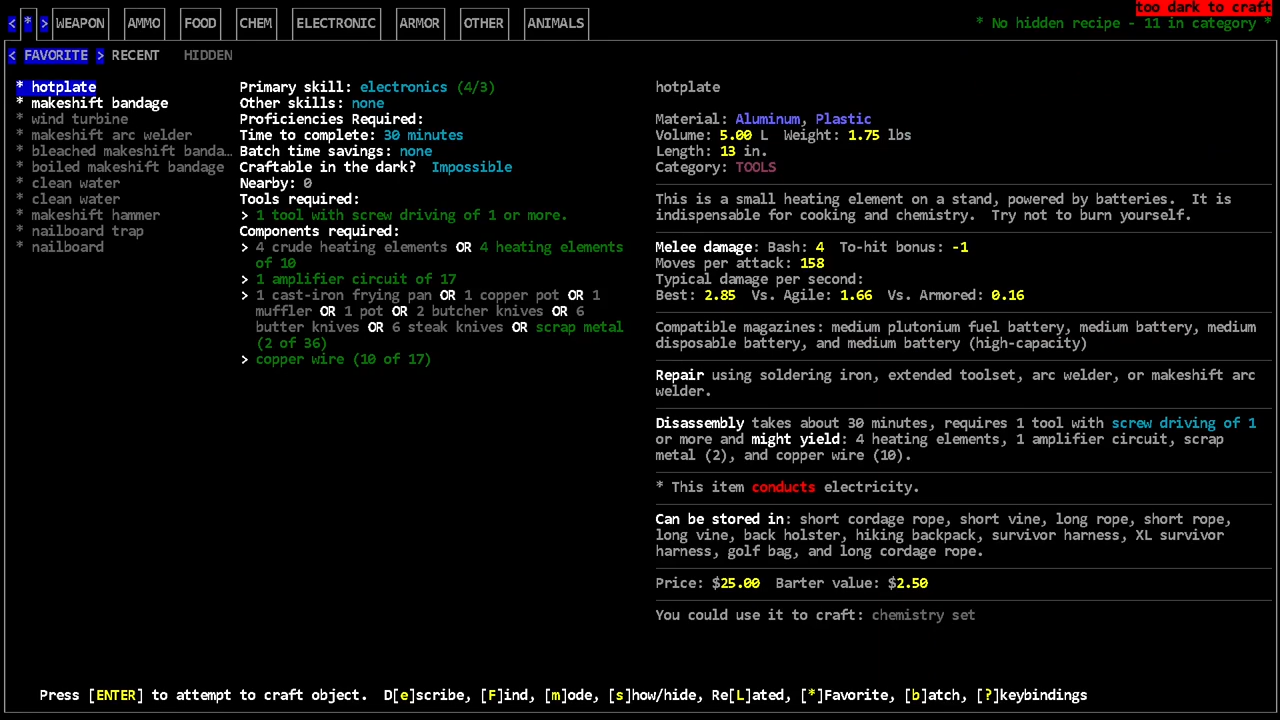 too dark to craft
< * > WEAPON AMMO FOOD CHEM ELECTRONIC ARMOR OTHER ANIMALS
* No hidden recipe - 11 in category *
< FAVORITE > RECENT HIDDEN
* hotplate
* makeshift bandage
* wind turbine
* makeshift arc welder
* bleached makeshift banda…
* boiled makeshift bandage
* clean water
* clean water
* makeshift hammer
* nailboard trap
* nailboard
Primary skill: electronics (4/3)
Other skills: none
Proficiencies Required:
Time to complete: 30 minutes
Batch time savings: none
Craftable in the dark? Impossible
Nearby: 0
Tools required:
> 1 tool with screw driving of 1 or more.
Components required:
> 4 crude heating elements OR 4 heating elements
of 10
> 1 amplifier circuit of 17
> 1 cast-iron frying pan OR 1 copper pot OR 1
muffler OR 1 pot OR 2 butcher knives OR 6
butter knives OR 6 steak knives OR scrap metal
(2 of 36)
> copper wire (10 of 17)
hotplate
Material: Aluminum, Plastic
Volume: 5.00 L Weight: 1.75 lbs
Length: 13 in.
Category: TOOLS
This is a small heating element on a stand, powered by batteries. It is
indispensable for cooking and chemistry. Try not to burn yourself.
Melee damage: Bash: 4 To-hit bonus: -1
Moves per attack: 158
Typical damage per second:
Best: 2.85 Vs. Agile: 1.66 Vs. Armored: 0.16
Compatible magazines: medium plutonium fuel battery, medium battery, medium
disposable battery, and medium battery (high-capacity)
Repair using soldering iron, extended toolset, arc welder, or makeshift arc
welder.
Disassembly takes about 30 minutes, requires 1 tool with screw driving of 1
or more and might yield: 4 heating elements, 1 amplifier circuit, scrap
metal (2), and copper wire (10).
* This item conducts electricity.
Can be stored in: short cordage rope, short vine, long rope, short rope,
long vine, back holster, hiking backpack, survivor harness, XL survivor
harness, golf bag, and long cordage rope.
Price: $25.00 Barter value: $2.50
You could use it to craft: chemistry set
Press [ENTER] to attempt to craft object. D[e]scribe, [F]ind, [m]ode, [s]how/hide, Re[L]ated, [*]Favorite, [b]atch, [?]keybindings